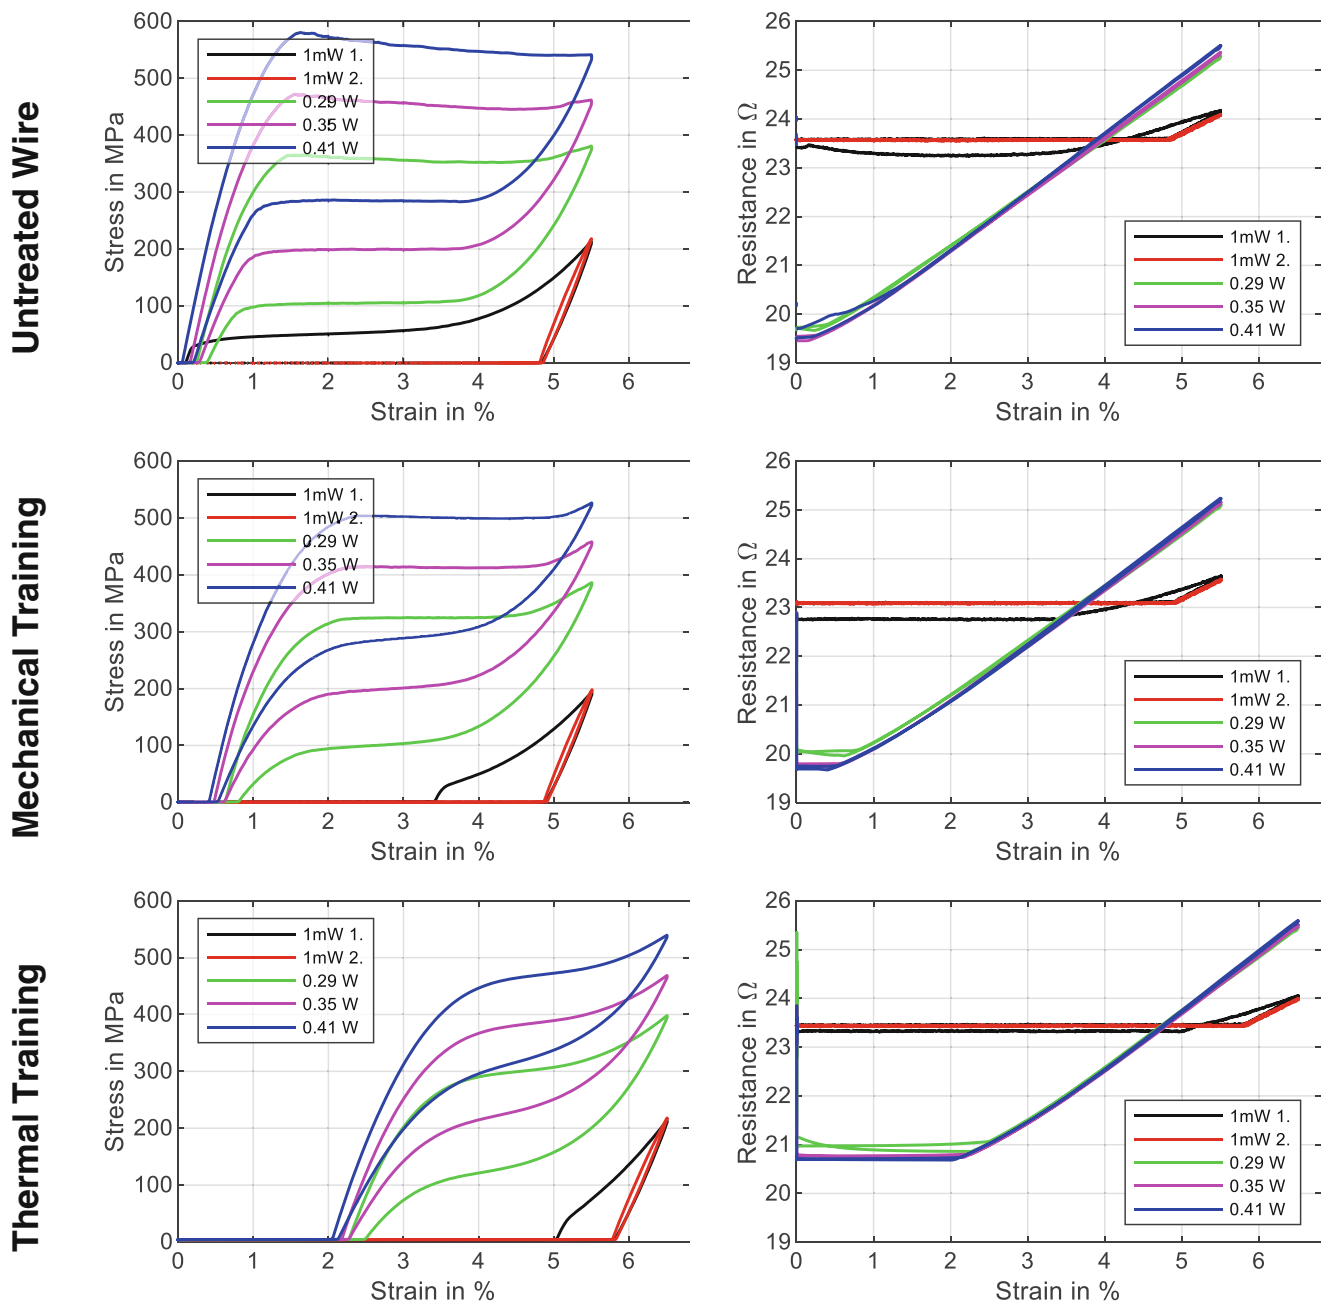 Untreated Wire
600
500
400
300
200
100
0
Stress in MPa
1mW 1.
1mW 2.
0.29 W
0.35 W
0.41 W
0 1 2 3 4 5 6
Strain in %
26
25
24
23
22
21
20
19
Resistance in Ω
1mW 1.
1mW 2.
0.29 W
0.35 W
0.41 W
0 1 2 3 4 5 6
Strain in %
Mechanical Training
600
500
400
300
200
100
0
Stress in MPa
1mW 1.
1mW 2.
0.29 W
0.35 W
0.41 W
0 1 2 3 4 5 6
Strain in %
26
25
24
23
22
21
20
19
Resistance in Ω
1mW 1.
1mW 2.
0.29 W
0.35 W
0.41 W
0 1 2 3 4 5 6
Strain in %
Thermal Training
600
500
400
300
200
100
0
Stress in MPa
1mW 1.
1mW 2.
0.29 W
0.35 W
0.41 W
0 1 2 3 4 5 6
Strain in %
26
25
24
23
22
21
20
19
Resistance in Ω
1mW 1.
1mW 2.
0.29 W
0.35 W
0.41 W
0 1 2 3 4 5 6
Strain in %